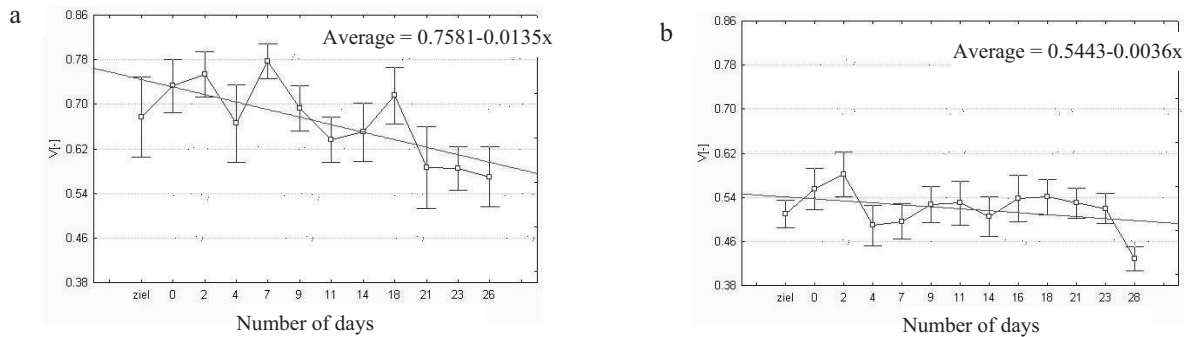 a
Average = 0.7581-0.0135x
0.86
0.78
0.70
0.62
0.54
0.46
0.38
V[-]
ziel 0 2 4 7 9 11 14 18 21 23 26
Number of days
b
Average = 0.5443-0.0036x
0.86
0.78
0.70
0.62
0.54
0.46
0.38
V[-]
ziel 0 2 4 7 9 11 14 16 18 21 23 28
Number of days